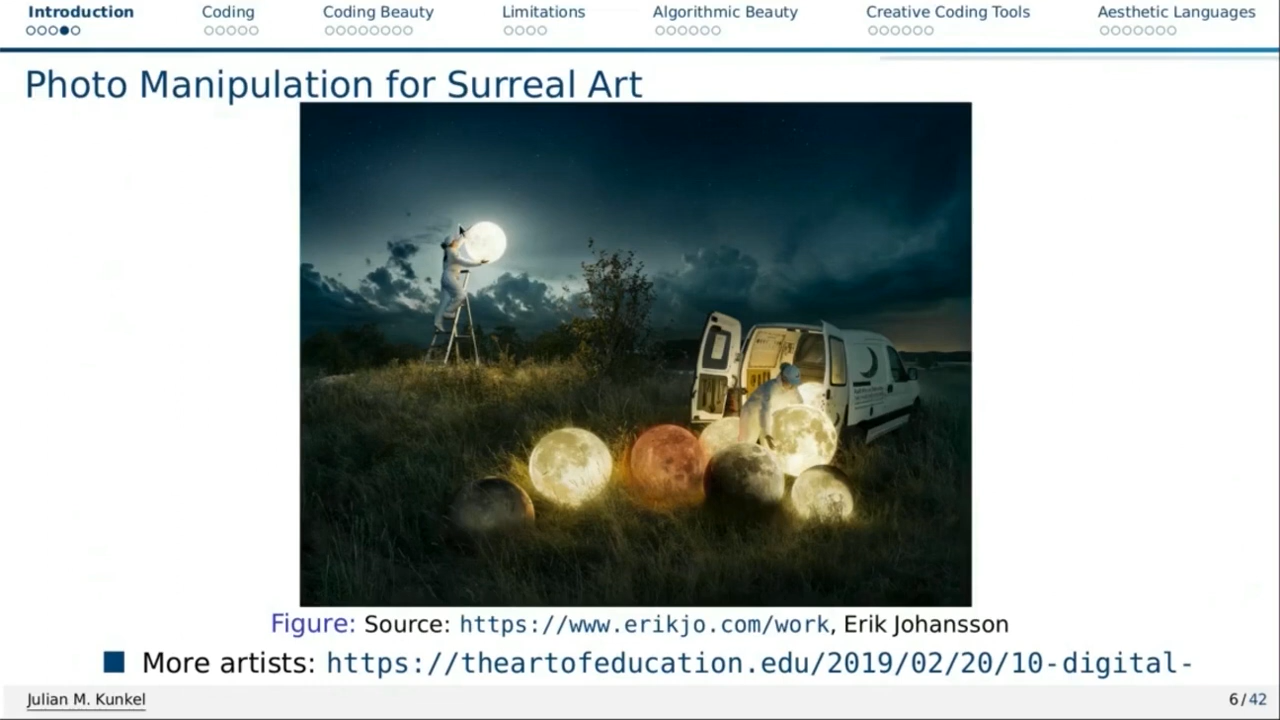 Introduction
Coding
Coding Beauty
Limitations
Algorithmic Beauty
Creative Coding Tools
Aesthetic Languages
Photo Manipulation for Surreal Art
Figure: Source: https://www.erikjo.com/work, Erik Johansson
More artists: https://theartofeducation.edu/2019/02/20/10-digital-
Julian M. Kunkel
6/42